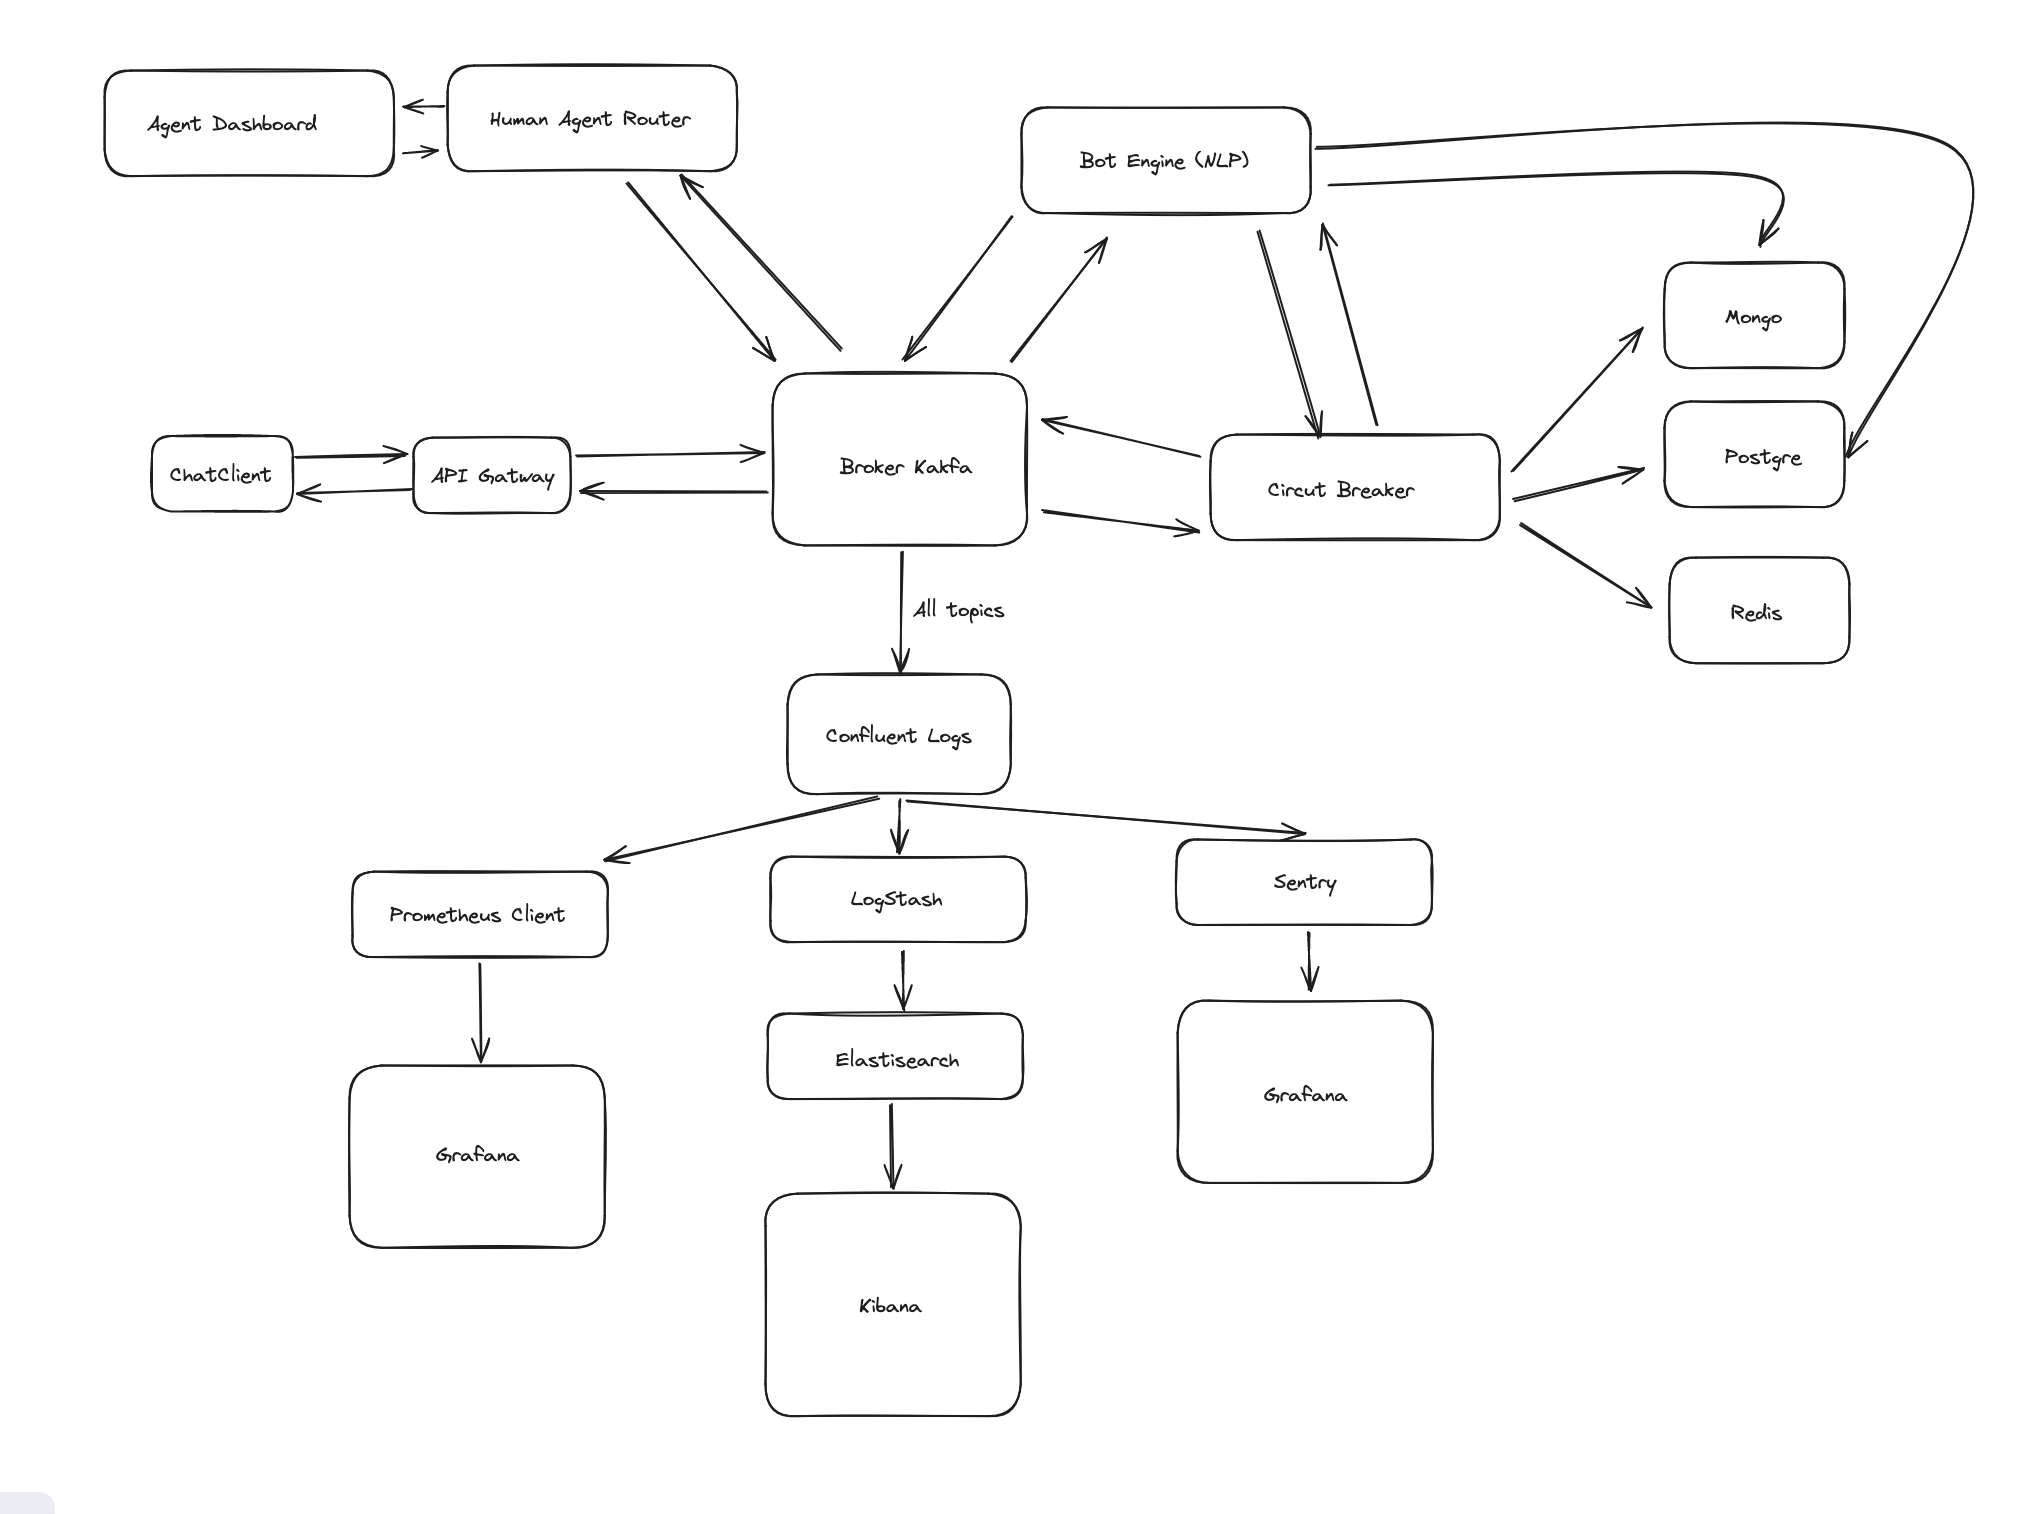 Agent Dashboard
Human Agent Router
Bot Engine (NLP)
Mongo
ChatClient
API Gatway
Broker Kakfa
Circut Breaker
Postgre
All topics
Redis
Confluent Logs
Prometheus Client
LogStash
Sentry
Elastisearch
Grafana
Grafana
Kibana